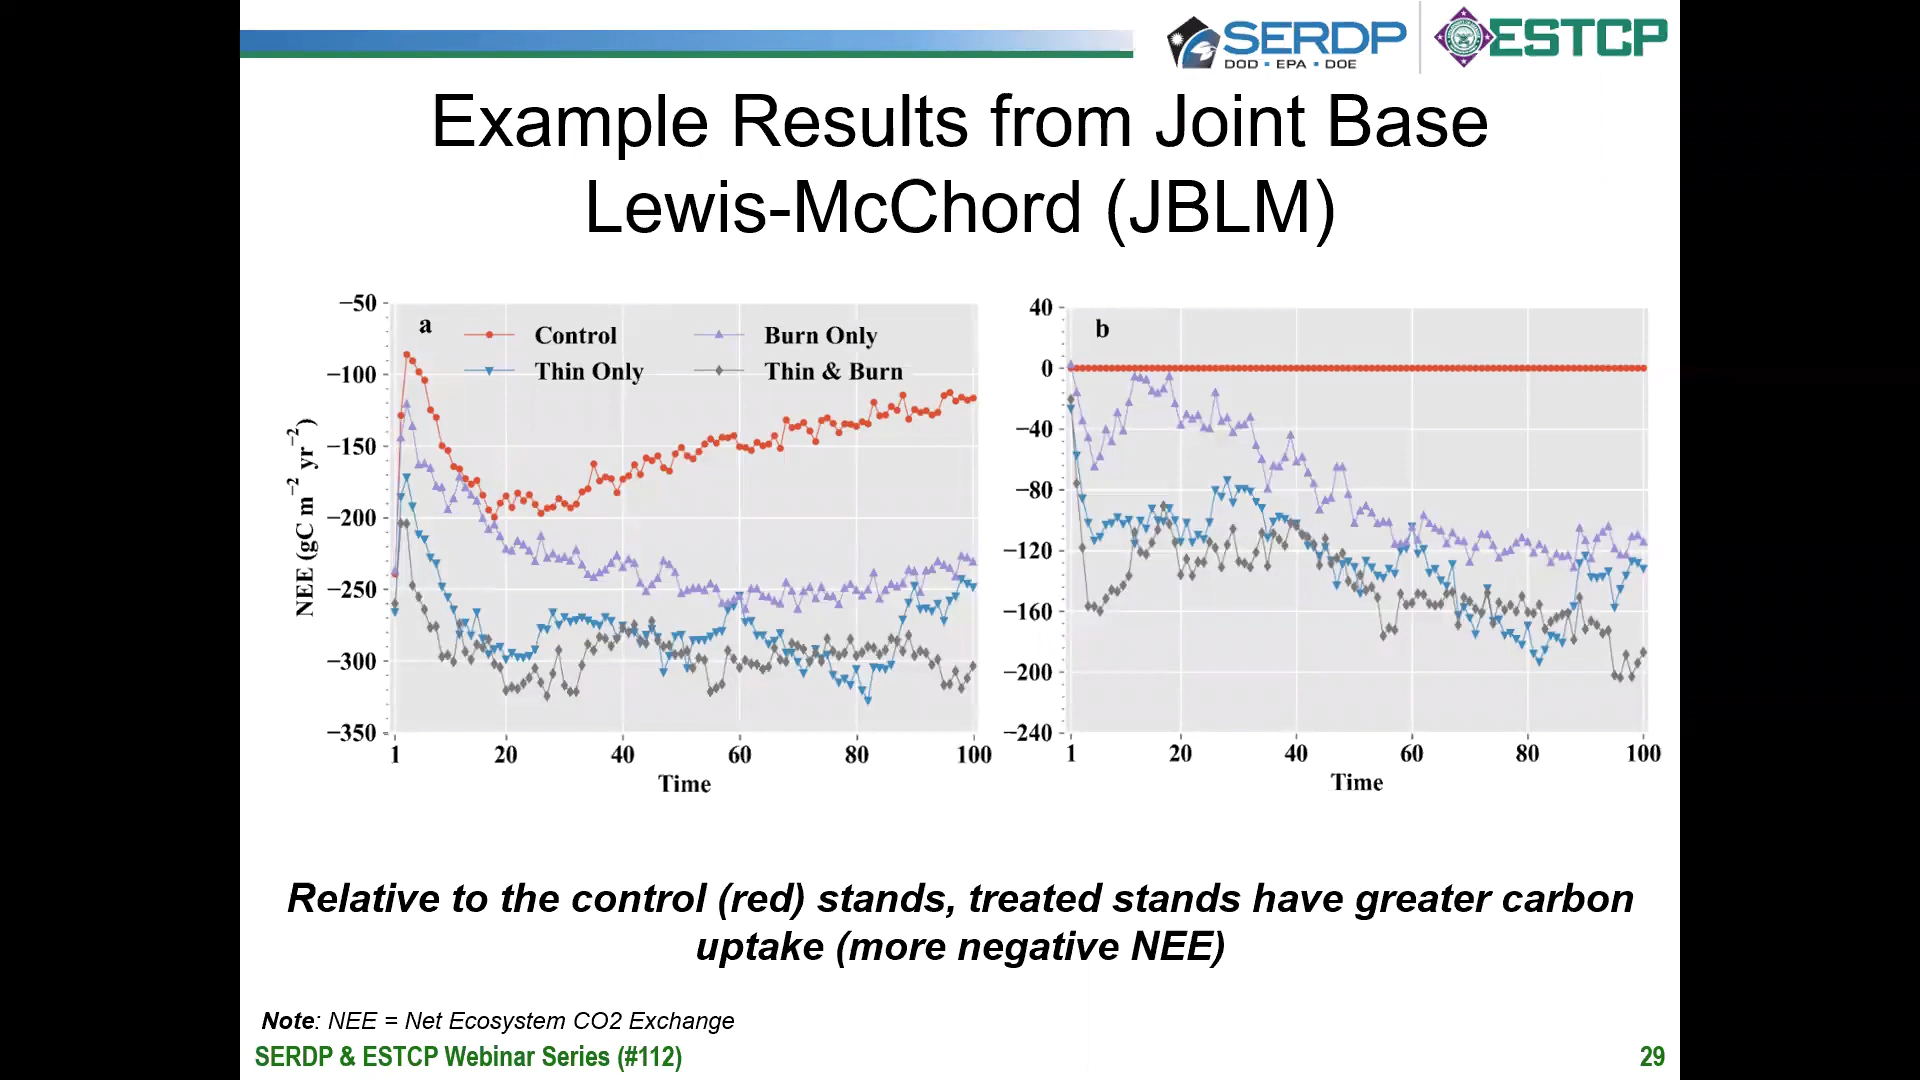 SERDP
DOD • EPA • DOE
ESTCP
Example Results from Joint Base
Lewis-McChord (JBLM)
a
Control
Burn Only
Thin Only
Thin & Burn
NEE (gC m⁻² yr⁻²)
−50
−100
−150
−200
−250
−300
−350
1 20 40 60 80 100
Time
b
40
0
−40
−80
−120
−160
−200
−240
1 20 40 60 80 100
Time
Relative to the control (red) stands, treated stands have greater carbon
uptake (more negative NEE)
Note: NEE = Net Ecosystem CO2 Exchange
SERDP & ESTCP Webinar Series (#112)
29